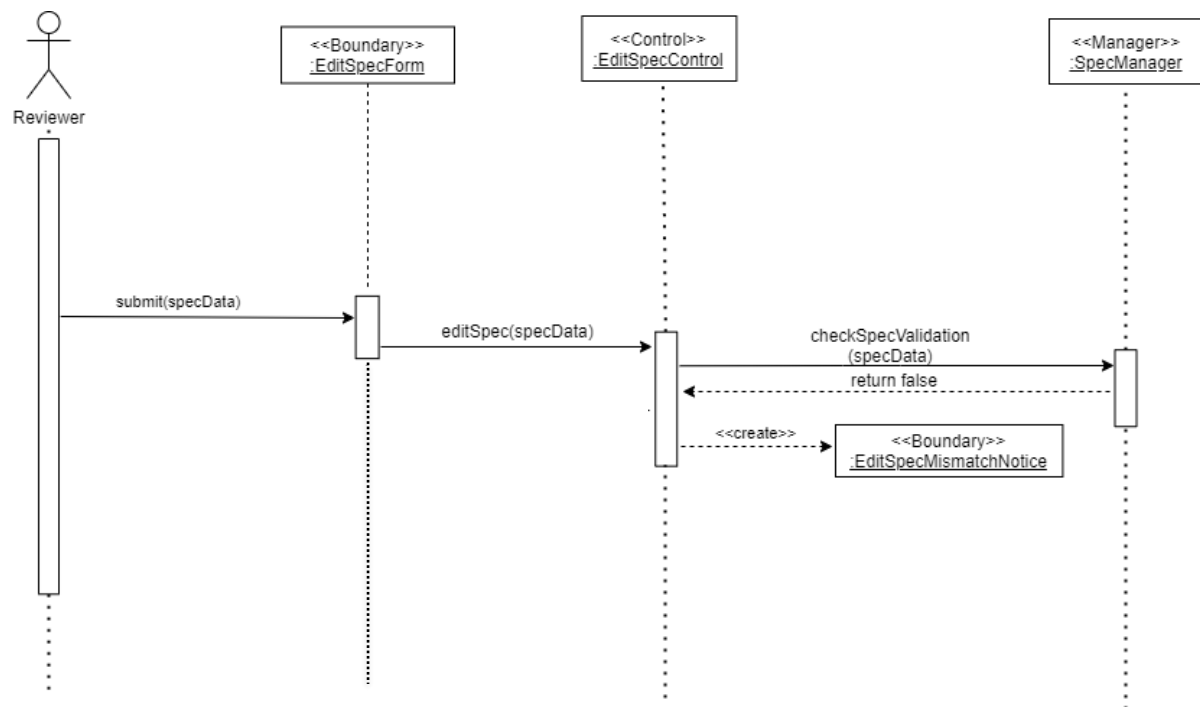 <<Boundary>>
:EditSpecForm
<<Control>>
:EditSpecControl
<<Manager>>
:SpecManager
Reviewer
submit(specData)
editSpec(specData)
checkSpecValidation
(specData)
return false
<<create>>
<<Boundary>>
:EditSpecMismatchNotice